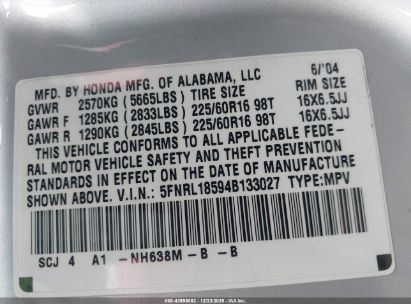 MFD. BY HONDA MFG. OF ALABAMA, LLC 6/'04
GVWR 2570KG (5665LBS) TIRE SIZE RIM SIZE
GAWR F 1285KG (2833LBS) 225/60R16 98T 16X6.5JJ
GAWR R 1290KG (2845LBS) 225/60R16 98T 16X6.5JJ
THIS VEHICLE CONFORMS TO ALL APPLICABLE FEDE-
RAL MOTOR VEHICLE SAFETY AND THEFT PREVENTION
STANDARDS IN EFFECT ON THE DATE OF MANUFACTURE
SHOWN ABOVE. V.I.N.: 5FNRL18594B133027 TYPE:MPV
SCJ 4 A1 -NH638M-B -B